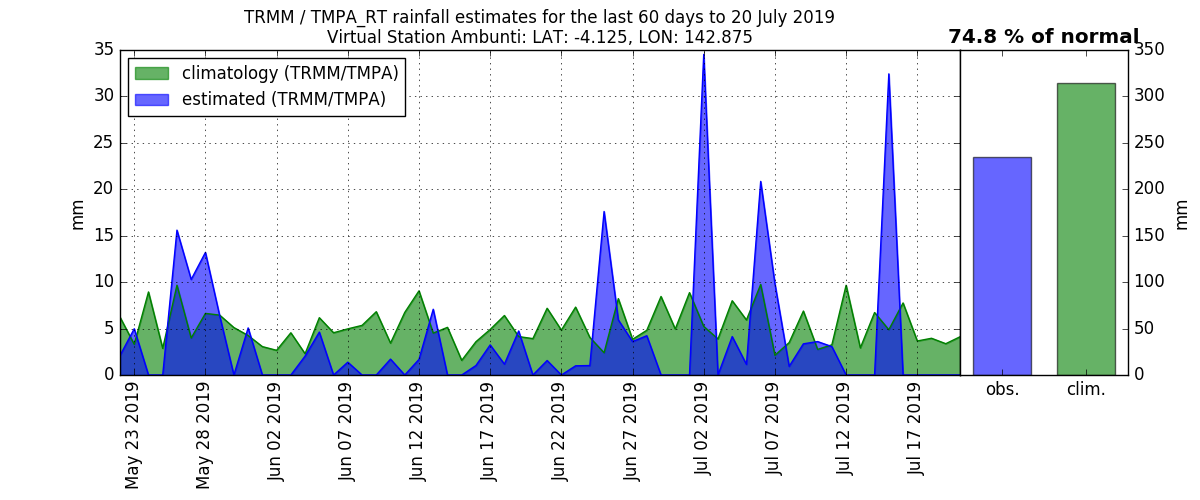 TRMM / TMPA_RT rainfall estimates for the last 60 days to 20 July 2019
Virtual Station Ambunti: LAT: -4.125, LON: 142.875
74.8 % of normal
climatology (TRMM/TMPA)
estimated (TRMM/TMPA)
35
30
25
20
15
10
5
0
mm
May 23 2019
May 28 2019
Jun 02 2019
Jun 07 2019
Jun 12 2019
Jun 17 2019
Jun 22 2019
Jun 27 2019
Jul 02 2019
Jul 07 2019
Jul 12 2019
Jul 17 2019
obs.
clim.
350
300
250
200
150
100
50
0
mm